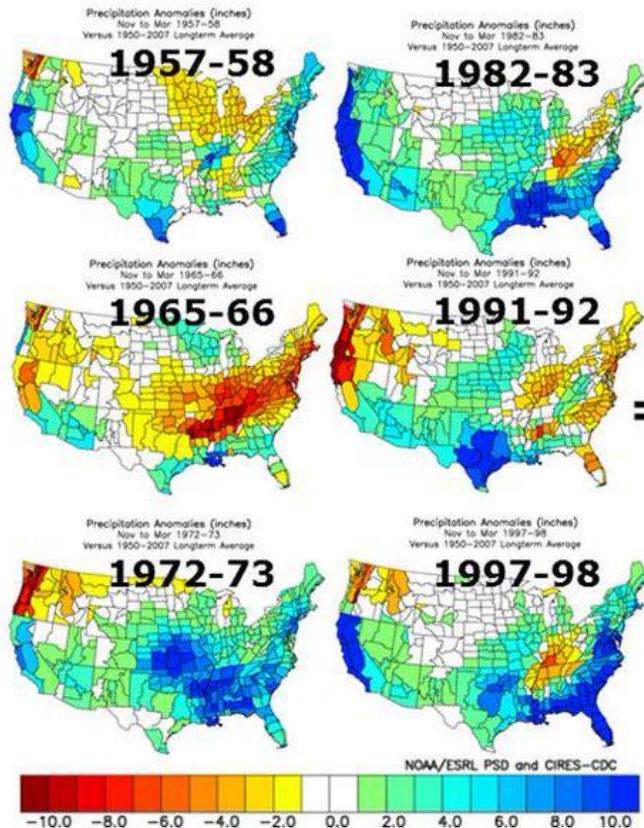 Precipitation Anomalies (inches)
Nov to Mar 1957-58
Versus 1950-2007 Longterm Average
1957-58
Precipitation Anomalies (inches)
Nov to Mar 1982-83
Versus 1950-2007 Longterm Average
1982-83
Precipitation Anomalies (inches)
Nov to Mar 1965-66
Versus 1950-2007 Longterm Average
1965-66
Precipitation Anomalies (inches)
Nov to Mar 1991-92
Versus 1950-2007 Longterm Average
1991-92
Precipitation Anomalies (inches)
Nov to Mar 1972-73
Versus 1950-2007 Longterm Average
1972-73
Precipitation Anomalies (inches)
Nov to Mar 1997-98
Versus 1950-2007 Longterm Average
1997-98
NOAA/ESRL PSD and CIRES-CDC
-10.0 -8.0 -6.0 -4.0 -2.0 0.0 2.0 4.0 6.0 8.0 10.0